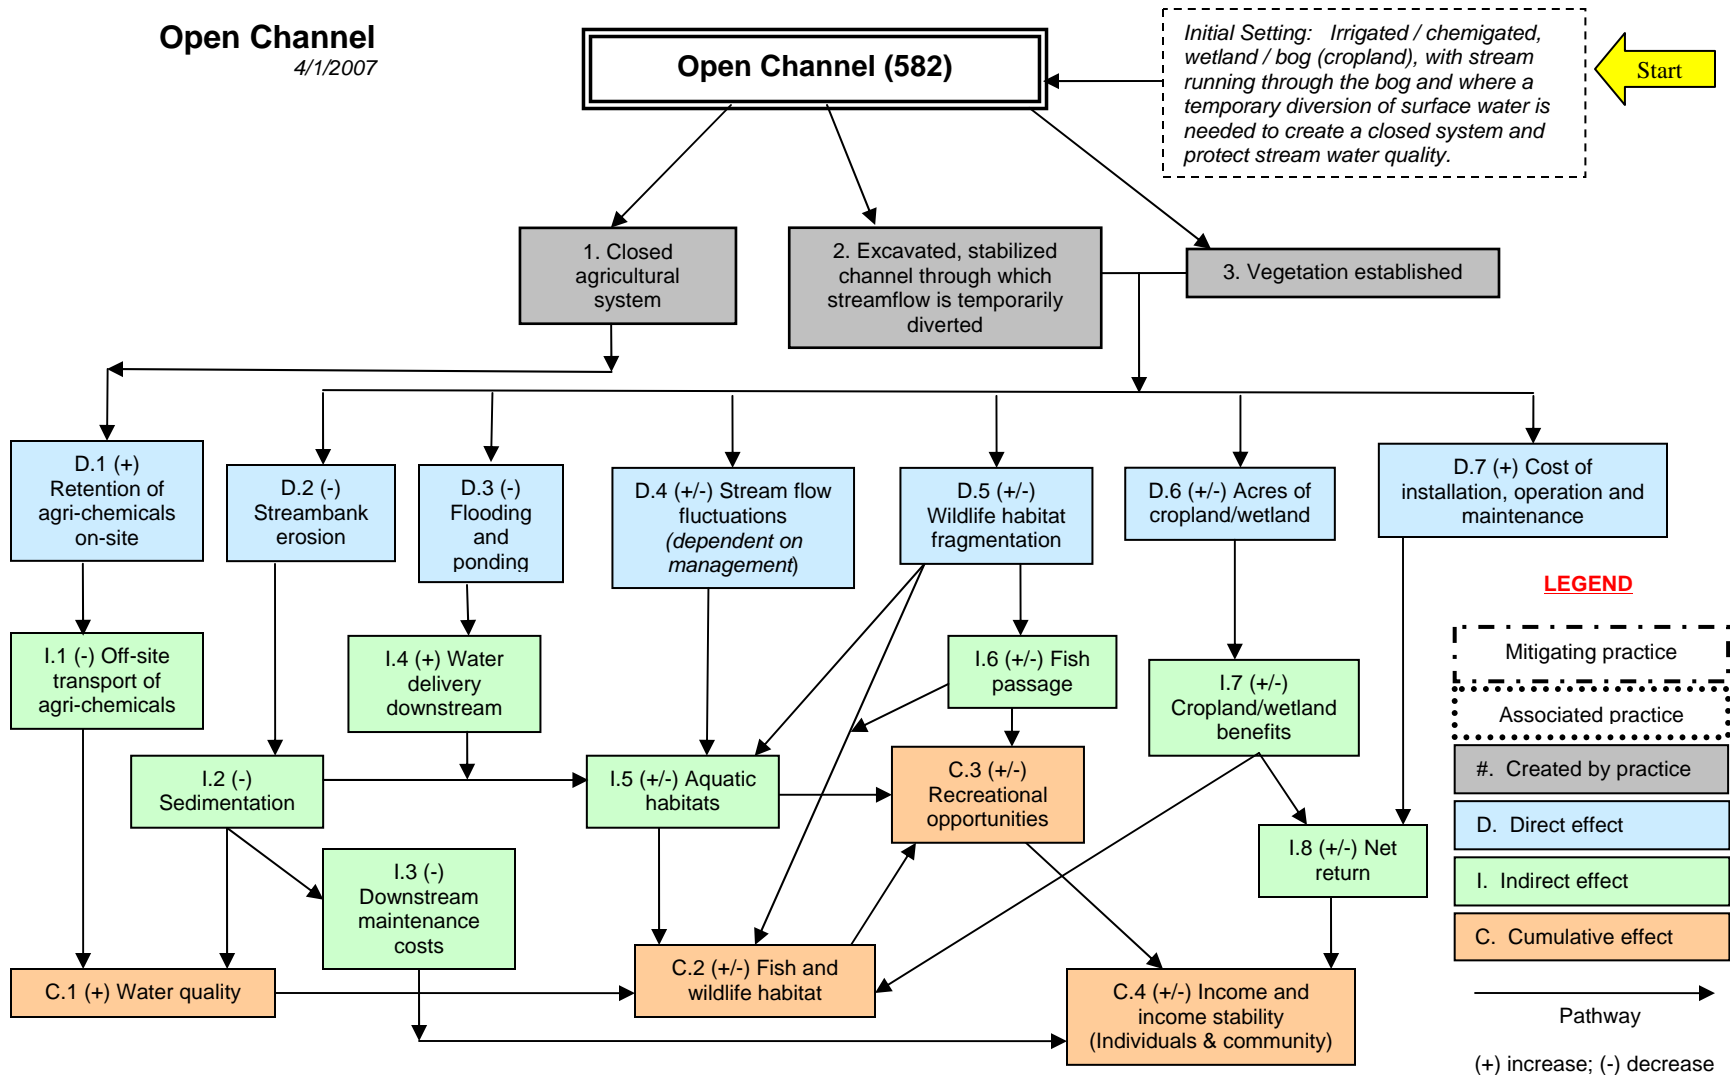 Open Channel
4/1/2007
Open Channel (582)
Initial Setting: Irrigated / chemigated,
wetland / bog (cropland), with stream
running through the bog and where a
temporary diversion of surface water is
needed to create a closed system and
protect stream water quality.
Start
1. Closed
agricultural
system
2. Excavated, stabilized
channel through which
streamflow is temporarily
diverted
3. Vegetation established
D.1 (+)
Retention of
agri-chemicals
on-site
D.2 (-)
Streambank
erosion
D.3 (-)
Flooding
and
ponding
D.4 (+/-) Stream flow
fluctuations
(dependent on
management)
D.5 (+/-)
Wildlife habitat
fragmentation
D.6 (+/-) Acres of
cropland/wetland
D.7 (+) Cost of
installation, operation and
maintenance
I.1 (-) Off-site
transport of
agri-chemicals
I.4 (+) Water
delivery
downstream
I.6 (+/-) Fish
passage
I.7 (+/-)
Cropland/wetland
benefits
I.2 (-)
Sedimentation
I.5 (+/-) Aquatic
habitats
C.3 (+/-)
Recreational
opportunities
I.8 (+/-) Net
return
I.3 (-)
Downstream
maintenance
costs
C.1 (+) Water quality
C.2 (+/-) Fish and
wildlife habitat
C.4 (+/-) Income and
income stability
(Individuals & community)
LEGEND
Mitigating practice
Associated practice
#. Created by practice
D. Direct effect
I. Indirect effect
C. Cumulative effect
Pathway
(+) increase; (-) decrease